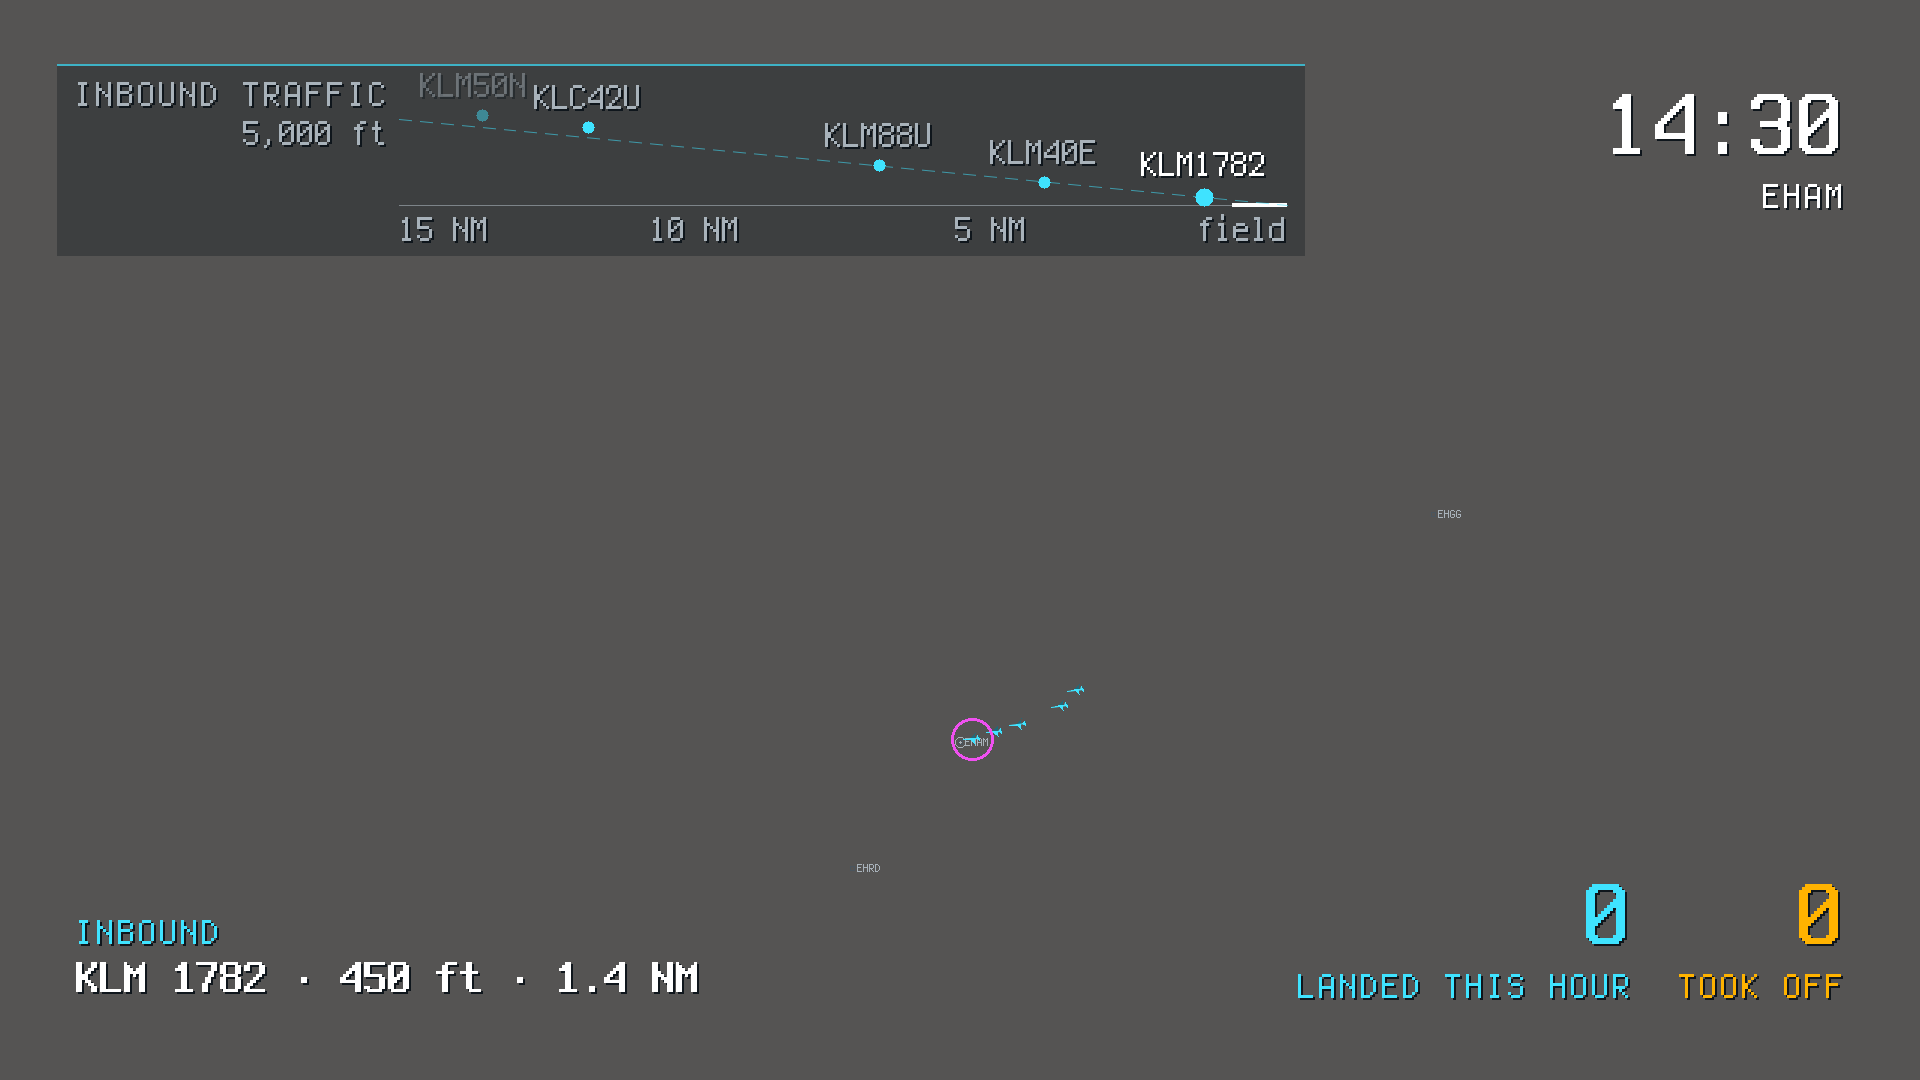 INBOUND TRAFFIC
5,000 ft
KLM50N
KLC42U
KLM88U
KLM40E
KLM1782
15 NM
10 NM
5 NM
field
14:30
EHAM
EHGG
EHAM
EHRD
INBOUND
KLM 1782 · 450 ft · 1.4 NM
0
LANDED THIS HOUR
0
TOOK OFF